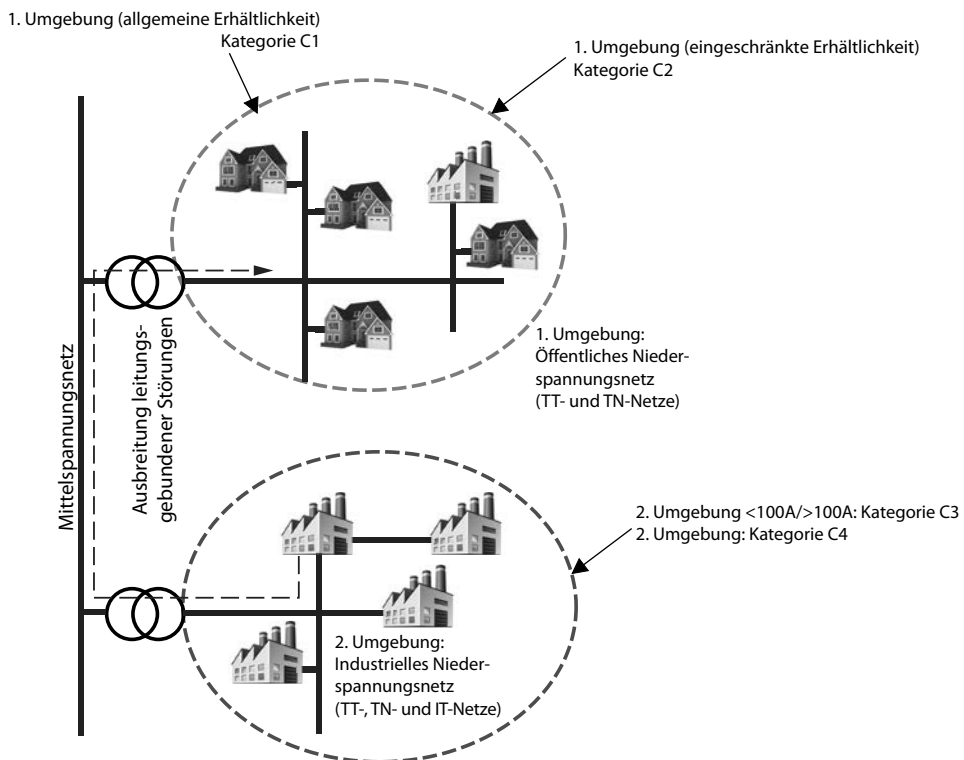 1. Umgebung (allgemeine Erhältlichkeit)
Kategorie C1
1. Umgebung (eingeschränkte Erhältlichkeit)
Kategorie C2
Mittelspannungsnetz
Ausbreitung leitungs-
gebundener Störungen
1. Umgebung:
Öffentliches Nieder-
spannungsnetz
(TT- und TN-Netze)
2. Umgebung <100A/>100A: Kategorie C3
2. Umgebung: Kategorie C4
2. Umgebung:
Industrielles Nieder-
spannungsnetz
(TT-, TN- und IT-Netze)